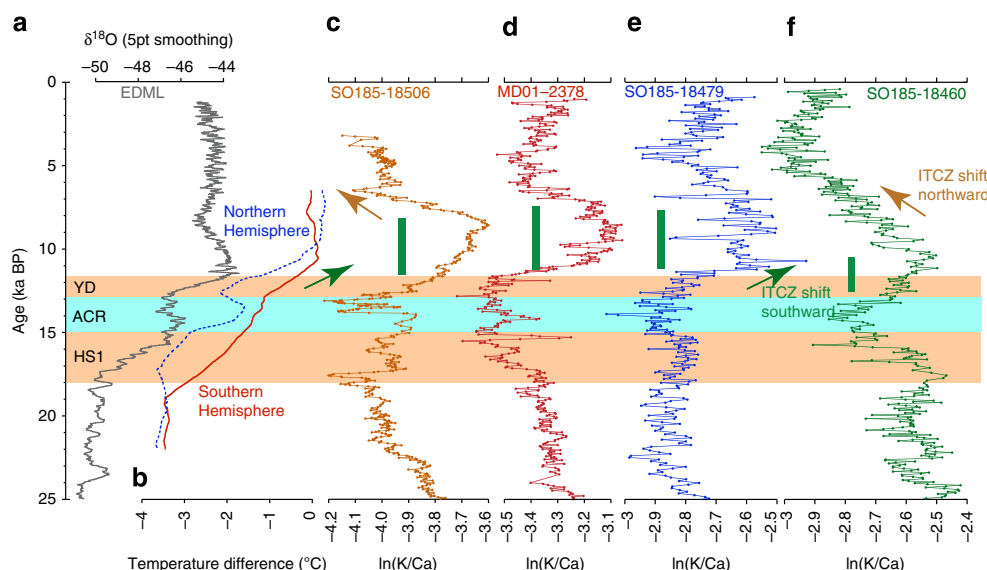 a
c
d
e
f
δ18O (5pt smoothing)
−50 −48 −46 −44
EDML
SO185-18506
MD01–2378
SO185-18479
SO185-18460
0
5
10
15
20
25
Age (ka BP)
ITCZ shift
northward
Northern
Hemisphere
YD
ACR
HS1
ITCZ shift
southward
Southern
Hemisphere
b
−4 −3 −2 −1 0
Temperature difference (°C)
−4.2 −4.1 −4.0 −3.9 −3.8 −3.7 −3.6
ln(K/Ca)
−3.5 −3.4 −3.3 −3.2 −3.1
ln(K/Ca)
−3 −2.9 −2.8 −2.7 −2.6 −2.5
ln(K/Ca)
−3 −2.9 −2.8 −2.7 −2.6 −2.5 −2.4
ln(K/Ca)